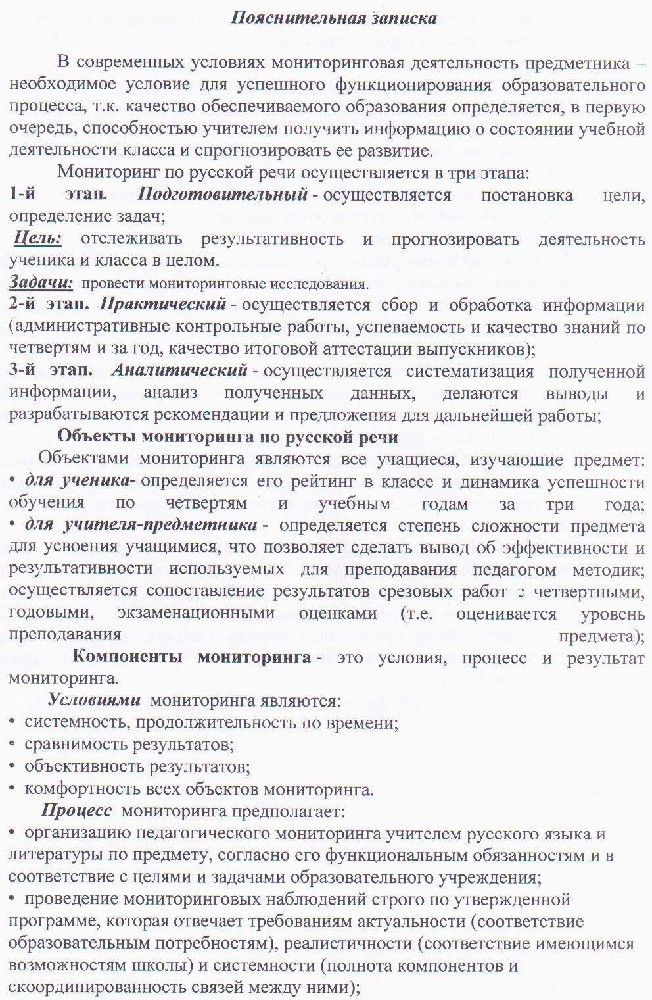 Пояснительная записка
В современных условиях мониторинговая деятельность предметника –
необходимое условие для успешного функционирования образовательного
процесса, т.к. качество обеспечиваемого образования определяется, в первую
очередь, способностью учителем получить информацию о состоянии учебной
деятельности класса и спрогнозировать ее развитие.
Мониторинг по русской речи осуществляется в три этапа:
1-й этап. Подготовительный - осуществляется постановка цели,
определение задач;
Цель: отслеживать результативность и прогнозировать деятельность
ученика и класса в целом.
Задачи: провести мониторинговые исследования.
2-й этап. Практический - осуществляется сбор и обработка информации
(административные контрольные работы, успеваемость и качество знаний по
четвертям и за год, качество итоговой аттестации выпускников);
3-й этап. Аналитический - осуществляется систематизация полученной
информации, анализ полученных данных, делаются выводы и
разрабатываются рекомендации и предложения для дальнейшей работы;
Объекты мониторинга по русской речи
Объектами мониторинга являются все учащиеся, изучающие предмет:
• для ученика- определяется его рейтинг в классе и динамика успешности
обучения по четвертям и учебным годам за три года;
• для учителя-предметника - определяется степень сложности предмета
для усвоения учащимися, что позволяет сделать вывод об эффективности и
результативности используемых для преподавания педагогом методик;
осуществляется сопоставление результатов срезовых работ с четвертными,
годовыми, экзаменационными оценками (т.е. оценивается уровень
преподавания предмета);
Компоненты мониторинга - это условия, процесс и результат
мониторинга.
Условиями мониторинга являются:
• системность, продолжительность по времени;
• сравнимость результатов;
• объективность результатов;
• комфортность всех объектов мониторинга.
Процесс мониторинга предполагает:
• организацию педагогического мониторинга учителем русского языка и
литературы по предмету, согласно его функциональным обязанностям и в
соответствие с целями и задачами образовательного учреждения;
• проведение мониторинговых наблюдений строго по утвержденной
программе, которая отвечает требованиям актуальности (соответствие
образовательным потребностям), реалистичности (соответствие имеющимся
возможностям школы) и системности (полнота компонентов и
скоординированность связей между ними);